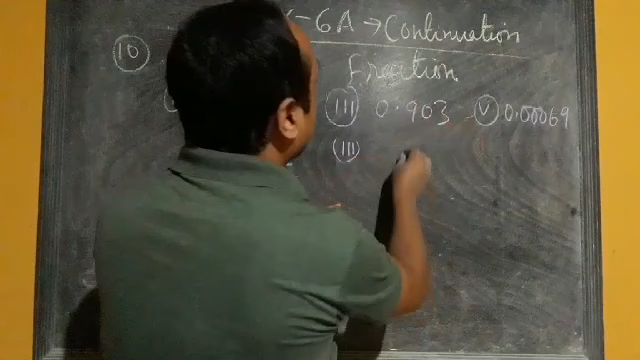 -6A → Continuation
Fraction
(10) (III) 0.903 (V) 0.00069
(III)